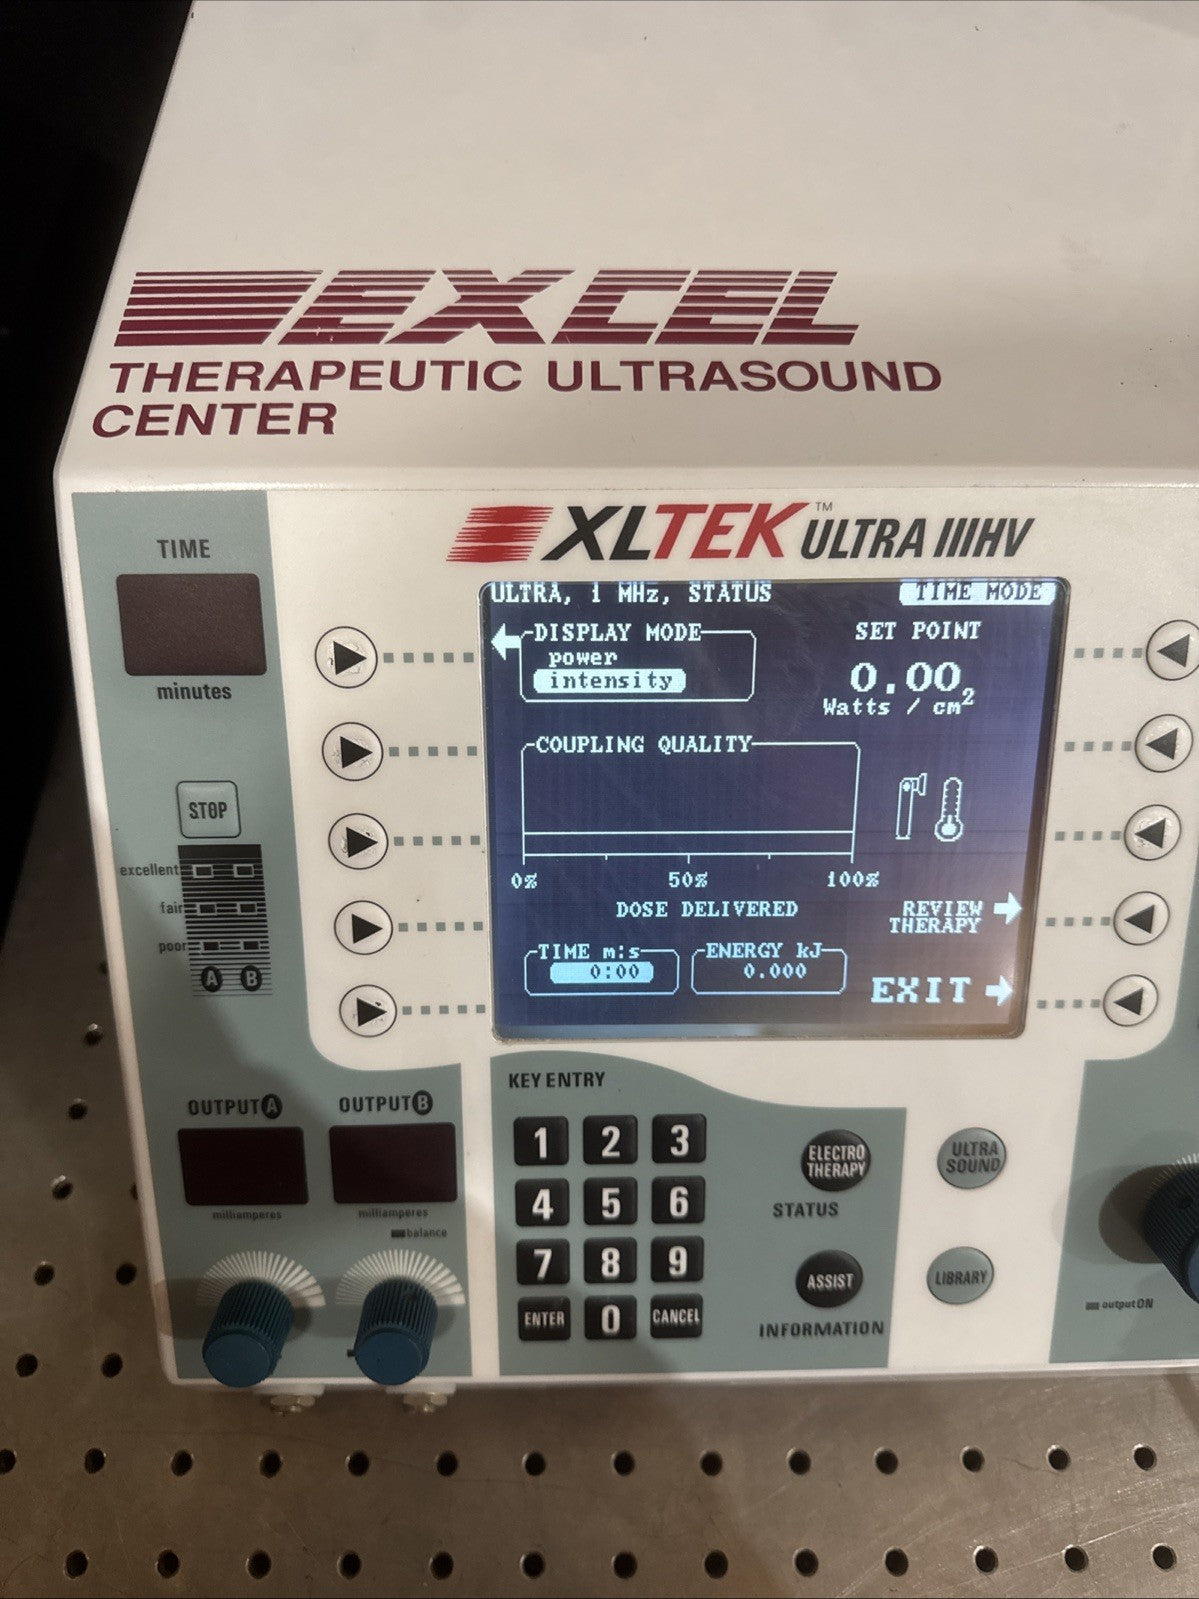 EXCEL
THERAPEUTIC ULTRASOUND
CENTER
XLTEK™ ULTRA IIIHV
TIME
minutes
STOP
excellent
fair
poor
A B
ULTRA, 1 MHz, STATUS TIME MODE
DISPLAY MODE
power
intensity
SET POINT
0.00
Watts / cm²
COUPLING QUALITY
0% 50% 100%
DOSE DELIVERED
TIME m:s
0:00
ENERGY kJ
0.000
REVIEW
THERAPY
EXIT
OUTPUT A
milliamperes
OUTPUT B
milliamperes
balance
KEY ENTRY
1 2 3
4 5 6
7 8 9
ENTER 0 CANCEL
ELECTRO
THERAPY
ULTRA
SOUND
STATUS
ASSIST
LIBRARY
INFORMATION
output ON